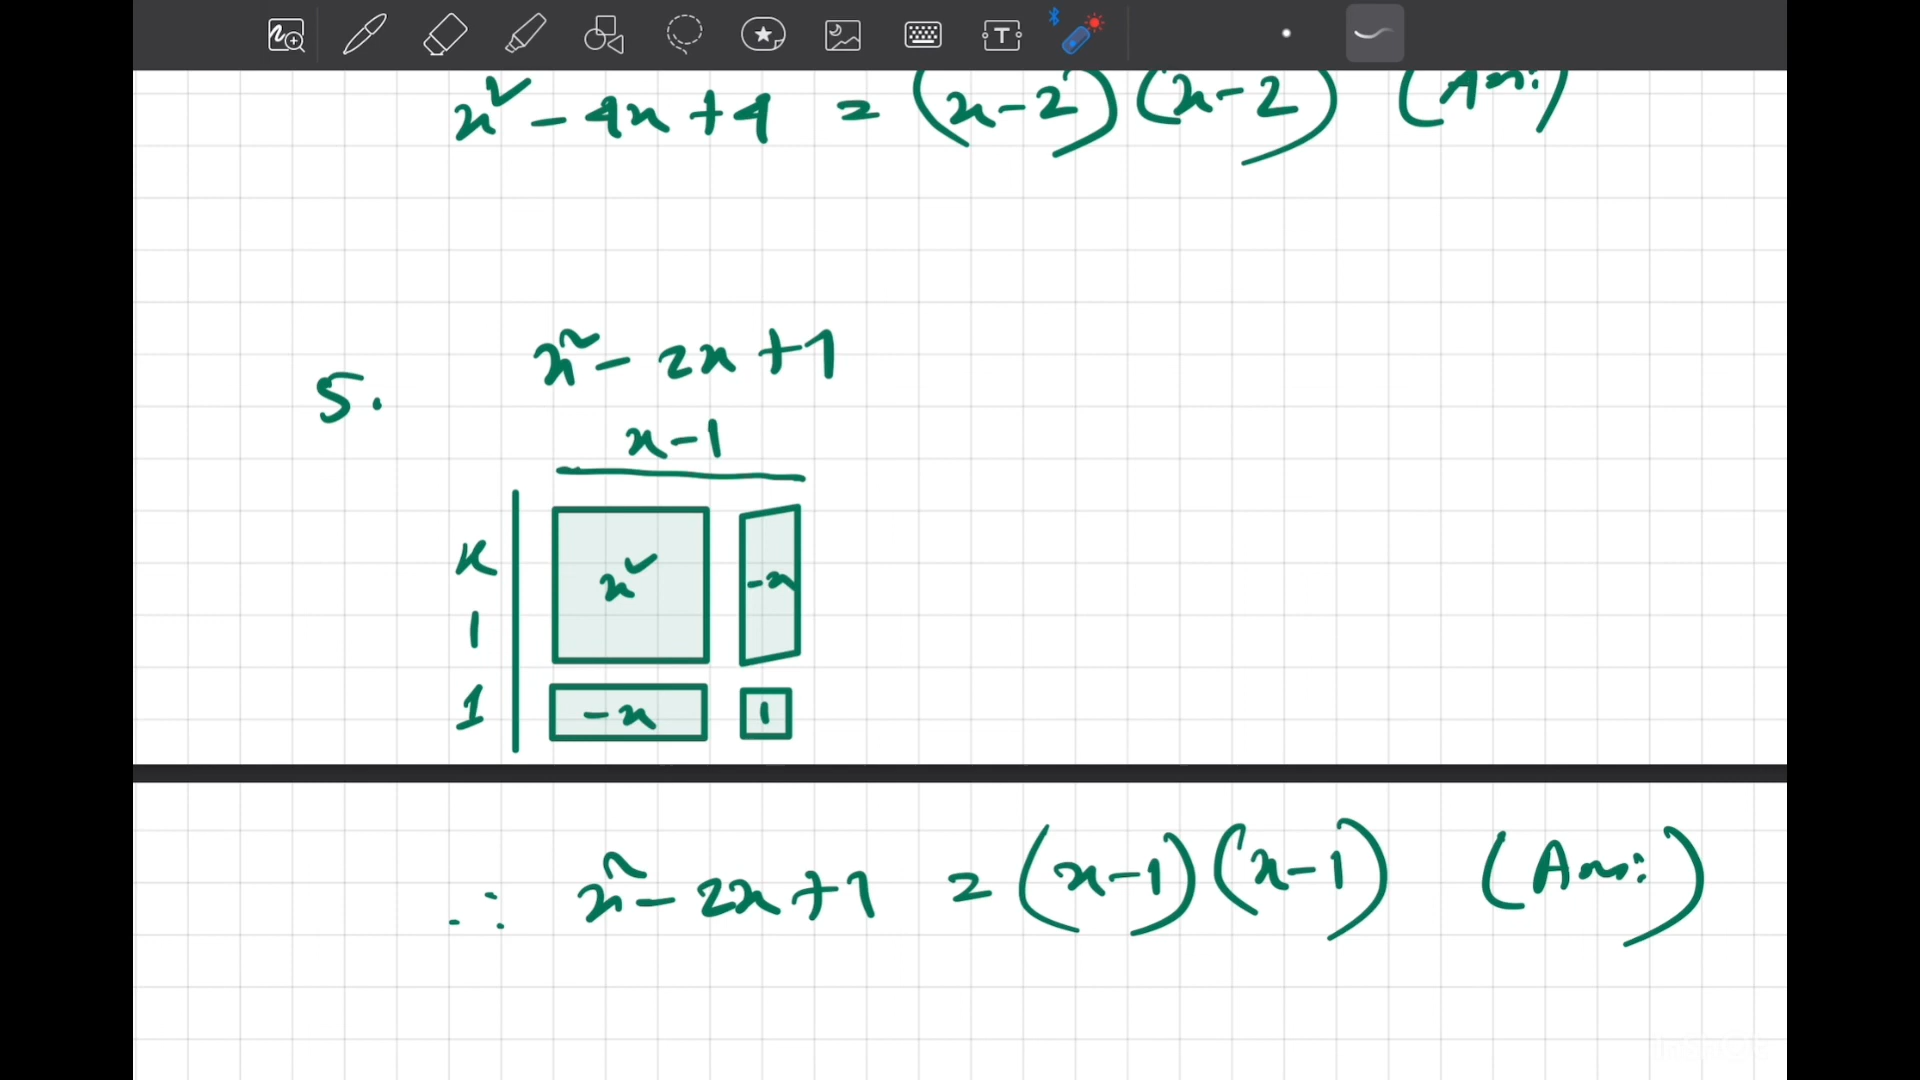 x² - 4x + 4 = (x-2)(x-2) (Ans:)
5. x² - 2x + 1
x - 1
x
1
1
x²
-x
-x
1
∴ x² - 2x + 1 = (x-1)(x-1) (Ans:)